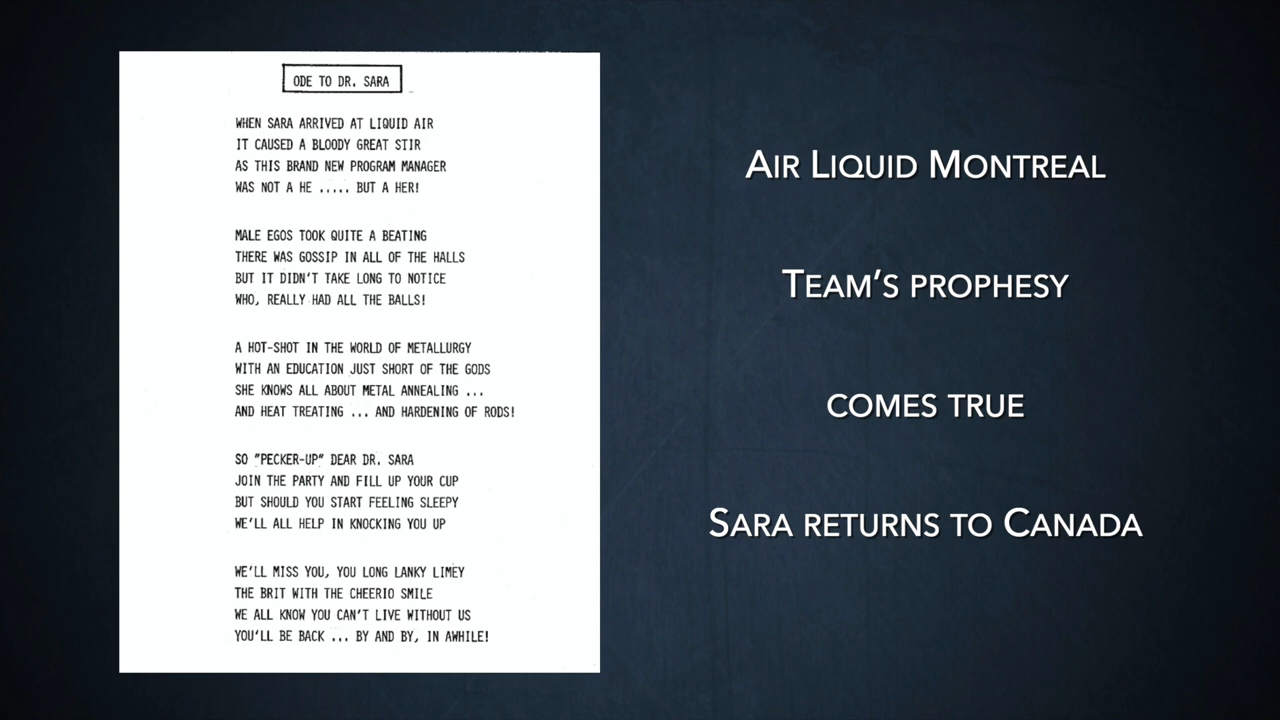 ODE TO DR. SARA
WHEN SARA ARRIVED AT LIQUID AIR
IT CAUSED A BLOODY GREAT STIR
AS THIS BRAND NEW PROGRAM MANAGER
WAS NOT A HE ..... BUT A HER!
MALE EGOS TOOK QUITE A BEATING
THERE WAS GOSSIP IN ALL OF THE HALLS
BUT IT DIDN'T TAKE LONG TO NOTICE
WHO, REALLY HAD ALL THE BALLS!
A HOT-SHOT IN THE WORLD OF METALLURGY
WITH AN EDUCATION JUST SHORT OF THE GODS
SHE KNOWS ALL ABOUT METAL ANNEALING ...
AND HEAT TREATING ... AND HARDENING OF RODS!
SO "PECKER-UP" DEAR DR. SARA
JOIN THE PARTY AND FILL UP YOUR CUP
BUT SHOULD YOU START FEELING SLEEPY
WE'LL ALL HELP IN KNOCKING YOU UP
WE'LL MISS YOU, YOU LONG LANKY LIMEY
THE BRIT WITH THE CHEERIO SMILE
WE ALL KNOW YOU CAN'T LIVE WITHOUT US
YOU'LL BE BACK ... BY AND BY, IN AWHILE!
AIR LIQUID MONTREAL
TEAM'S PROPHESY
COMES TRUE
SARA RETURNS TO CANADA